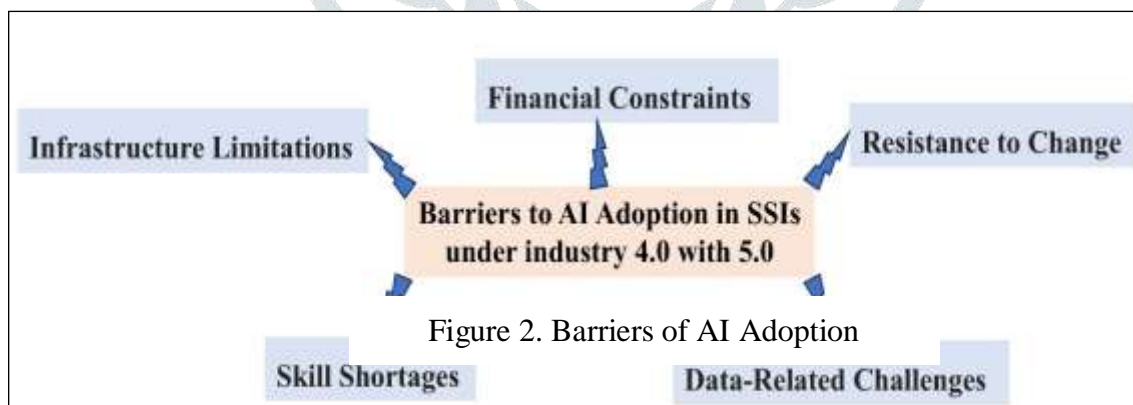 Financial Constraints
Infrastructure Limitations
Resistance to Change
Barriers to AI Adoption in SSIs
under industry 4.0 with 5.0
Figure 2. Barriers of AI Adoption
Skill Shortages
Data-Related Challenges